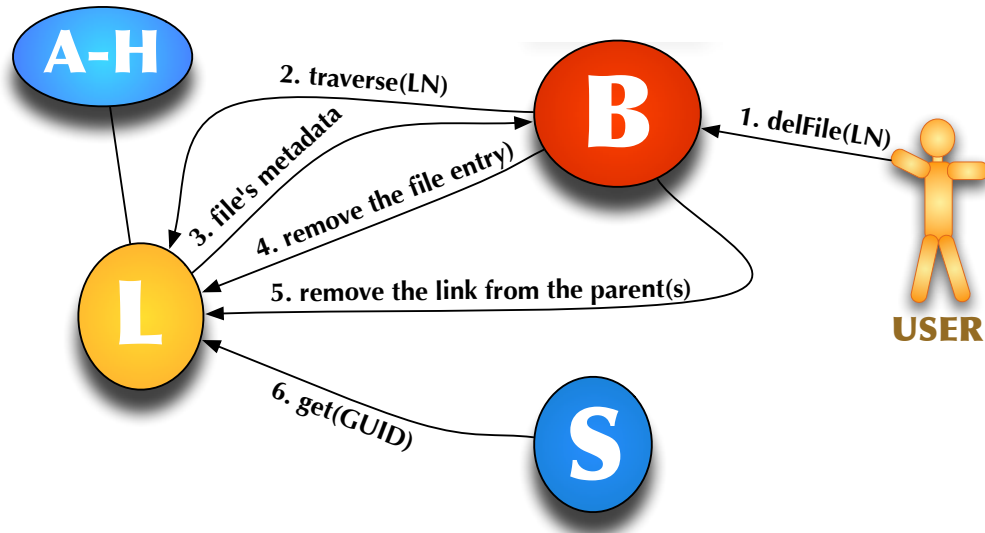 A-H
2. traverse(LN)
B
1. delFile(LN)
3. file's metadata
4. remove the file entry)
5. remove the link from the parent(s)
L
USER
6. get(GUID)
S